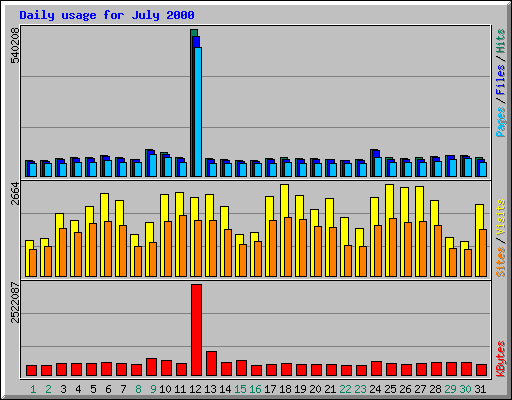 Daily usage for July 2000
540208
Pages / Files / Hits
2664
Sites / Visits
2522087
KBytes
1 2 3 4 5 6 7 8 9 10 11 12 13 14 15 16 17 18 19 20 21 22 23 24 25 26 27 28 29 30 31